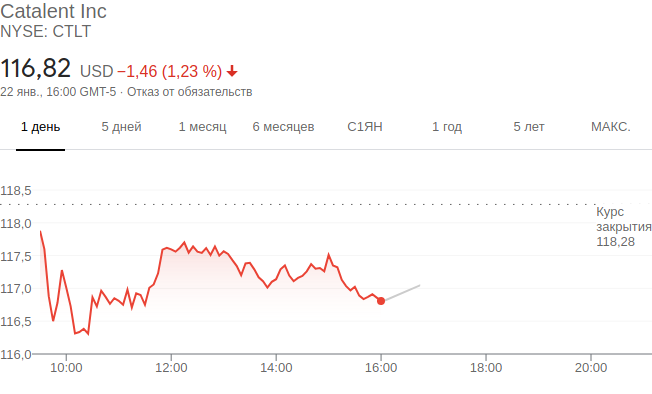 Catalent Inc
NYSE: CTLT
116,82 USD −1,46 (1,23 %)
22 янв., 16:00 GMT-5 · Отказ от обязательств
1 день 5 дней 1 месяц 6 месяцев С1ЯН 1 год 5 лет МАКС.
118,5
Курс
закрытия
118,28
118,0
117,5
117,0
116,5
116,0
10:00 12:00 14:00 16:00 18:00 20:00